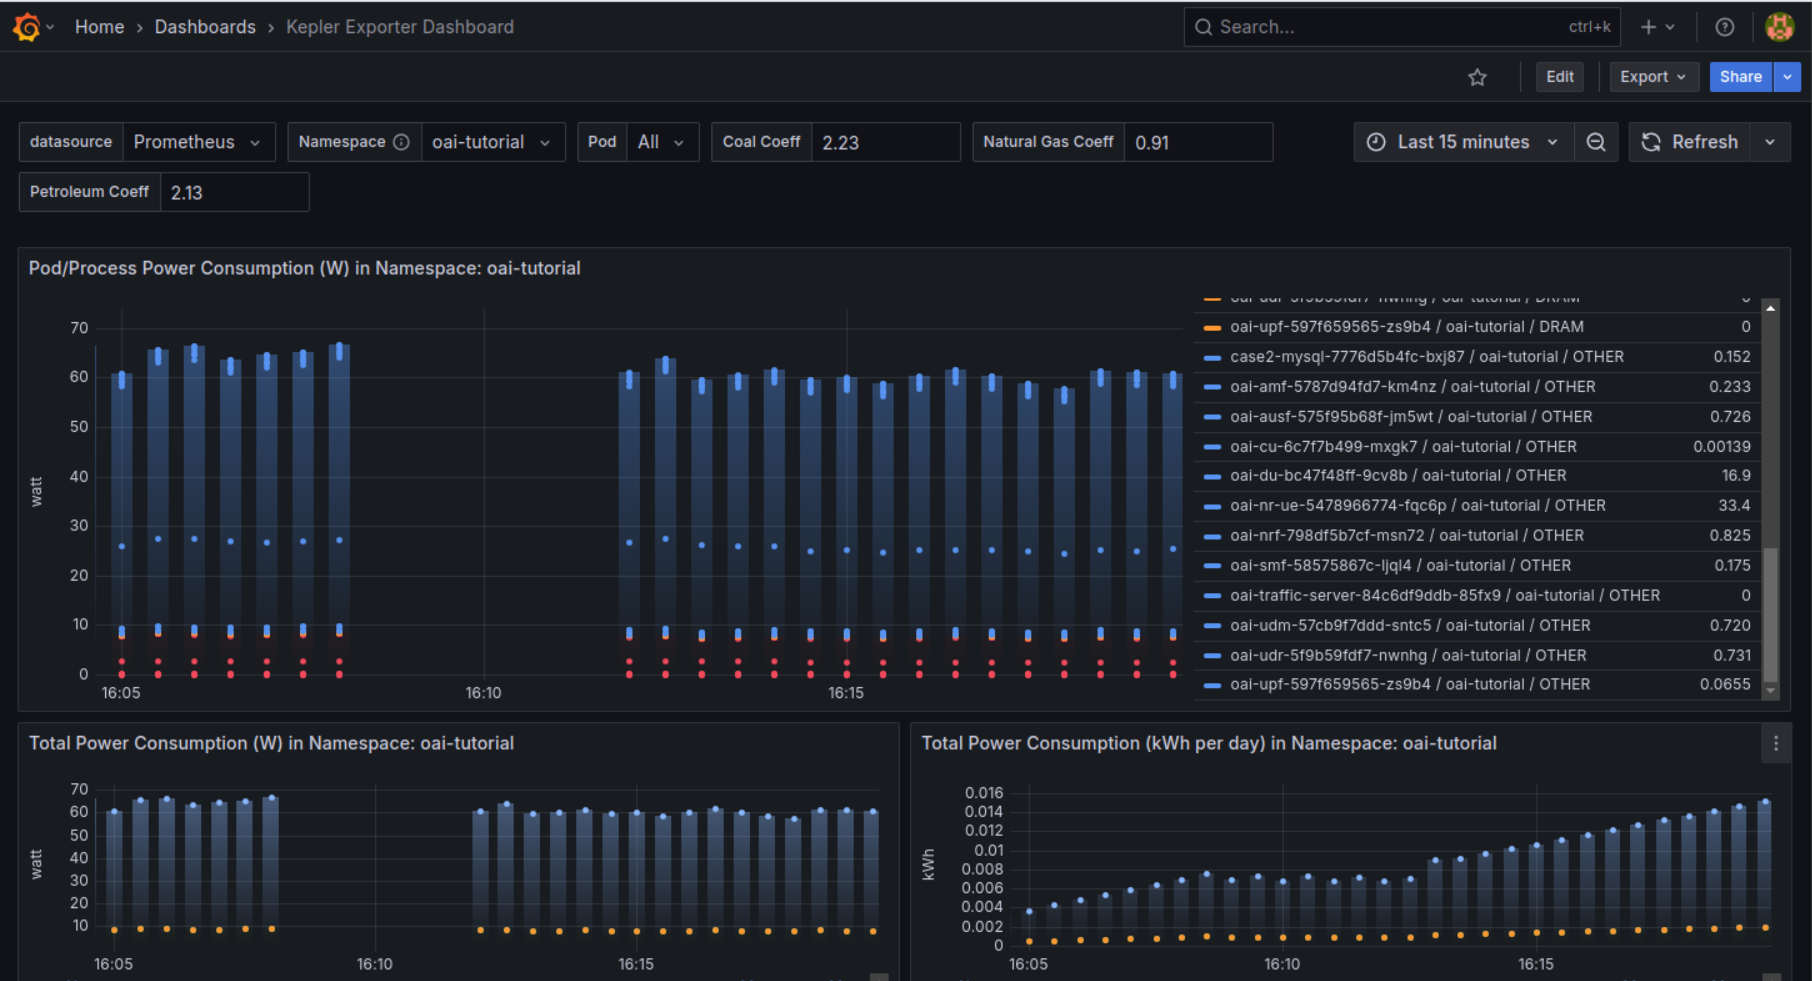 Home › Dashboards › Kepler Exporter Dashboard
Search... ctrl+k
Edit Export Share
datasource Prometheus Namespace oai-tutorial Pod All Coal Coeff 2.23 Natural Gas Coeff 0.91 Last 15 minutes Refresh
Petroleum Coeff 2.13
Pod/Process Power Consumption (W) in Namespace: oai-tutorial
watt
70
60
50
40
30
20
10
0
16:05 16:10 16:15
oai-udr-5f9b59fdf7-nwnhg / oai-tutorial / DRAM 0
oai-upf-597f659565-zs9b4 / oai-tutorial / DRAM 0
case2-mysql-7776d5b4fc-bxj87 / oai-tutorial / OTHER 0.152
oai-amf-5787d94fd7-km4nz / oai-tutorial / OTHER 0.233
oai-ausf-575f95b68f-jm5wt / oai-tutorial / OTHER 0.726
oai-cu-6c7f7b499-mxgk7 / oai-tutorial / OTHER 0.00139
oai-du-bc47f48ff-9cv8b / oai-tutorial / OTHER 16.9
oai-nr-ue-5478966774-fqc6p / oai-tutorial / OTHER 33.4
oai-nrf-798df5b7cf-msn72 / oai-tutorial / OTHER 0.825
oai-smf-58575867c-ljql4 / oai-tutorial / OTHER 0.175
oai-traffic-server-84c6df9ddb-85fx9 / oai-tutorial / OTHER 0
oai-udm-57cb9f7ddd-sntc5 / oai-tutorial / OTHER 0.720
oai-udr-5f9b59fdf7-nwnhg / oai-tutorial / OTHER 0.731
oai-upf-597f659565-zs9b4 / oai-tutorial / OTHER 0.0655
Total Power Consumption (W) in Namespace: oai-tutorial
watt
70
60
50
40
30
20
10
16:05 16:10 16:15
Total Power Consumption (kWh per day) in Namespace: oai-tutorial
kWh
0.016
0.014
0.012
0.01
0.008
0.006
0.004
0.002
0
16:05 16:10 16:15